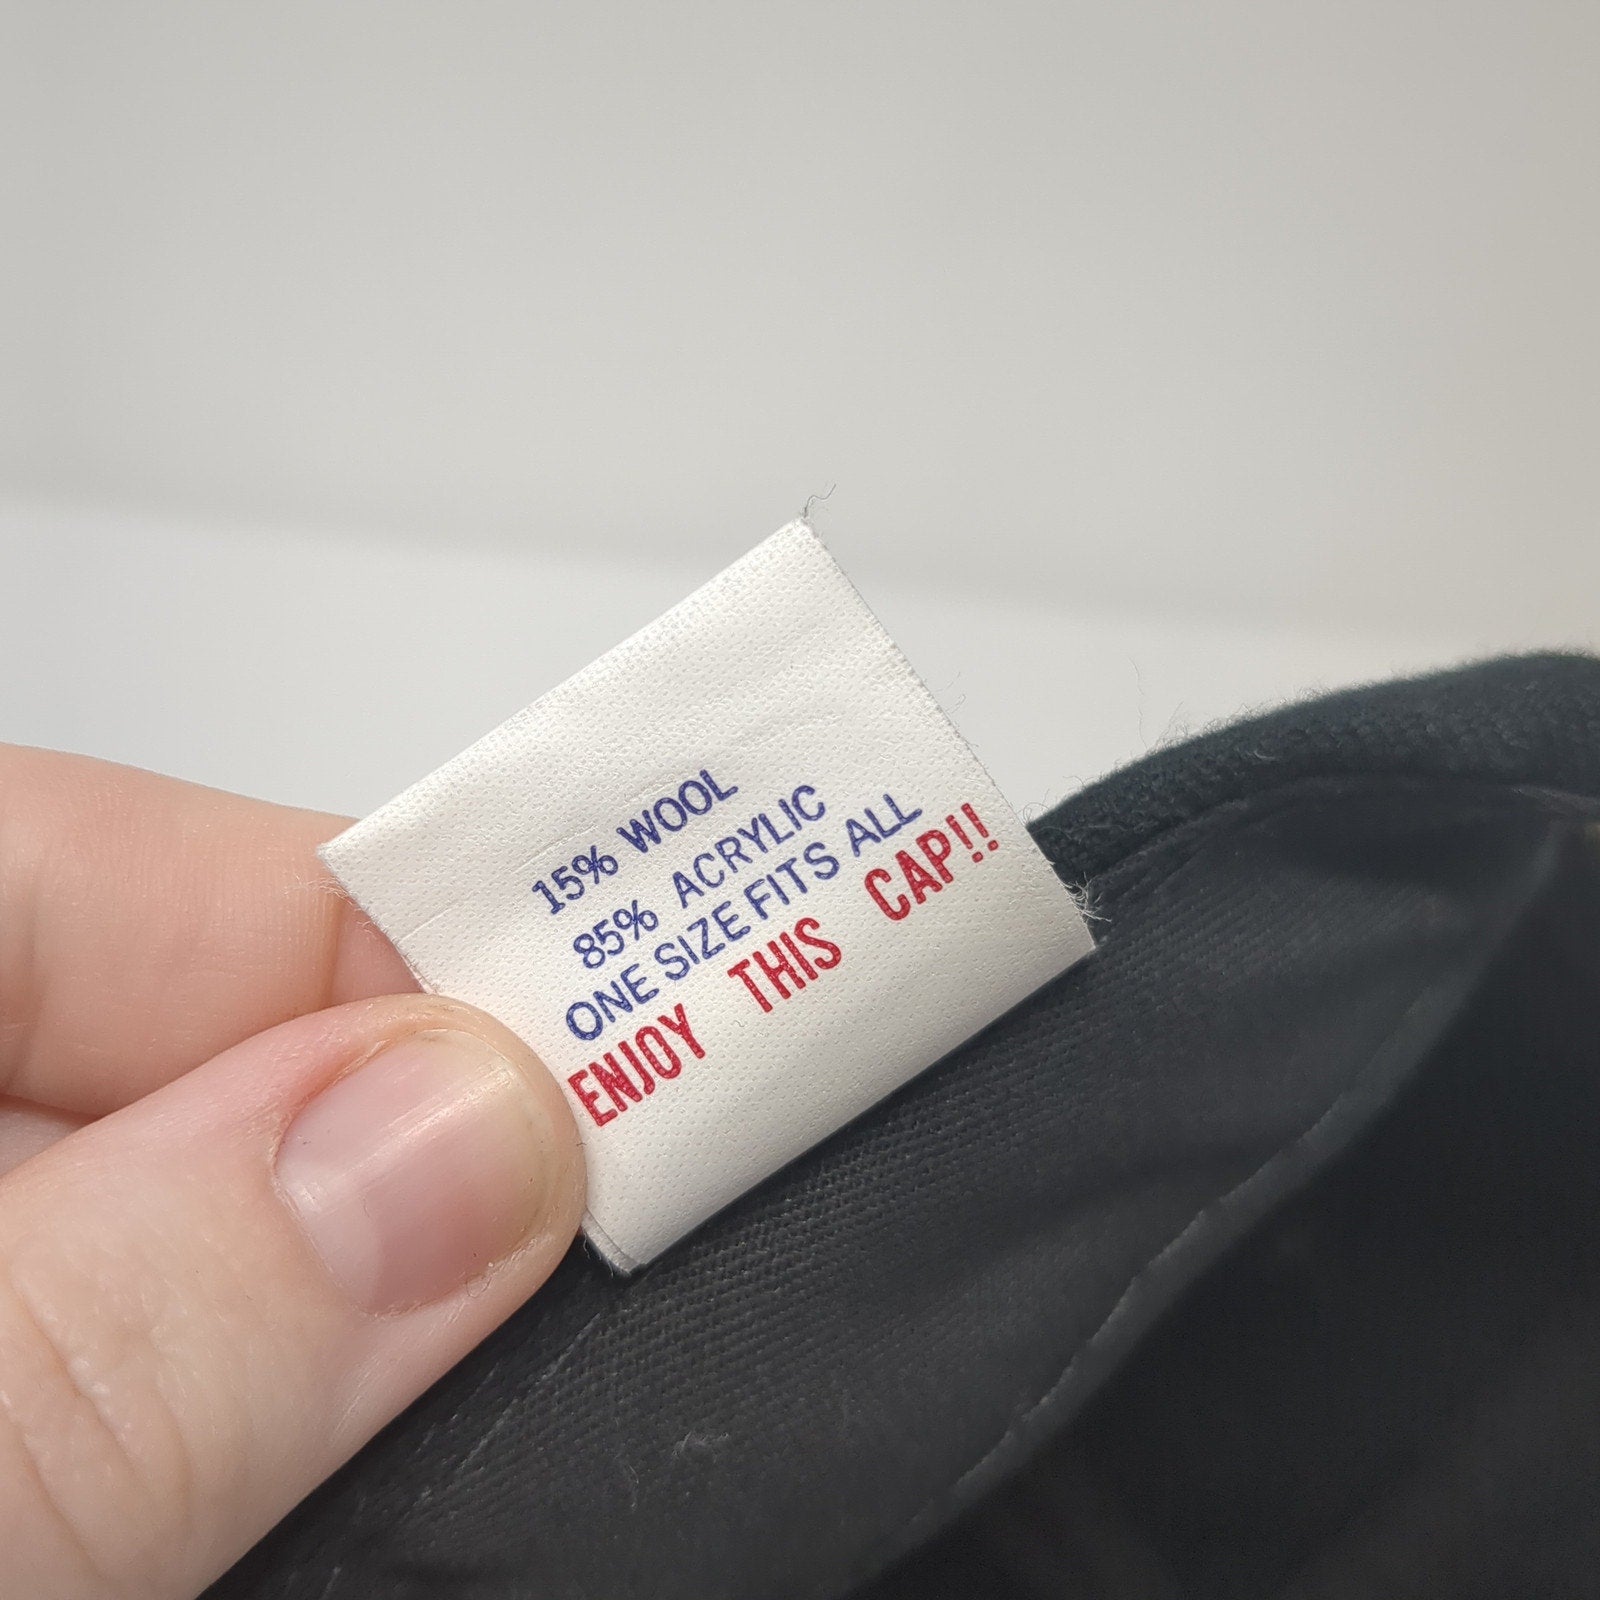 15% WOOL
85% ACRYLIC
ONE SIZE FITS ALL
ENJOY THIS CAP!!